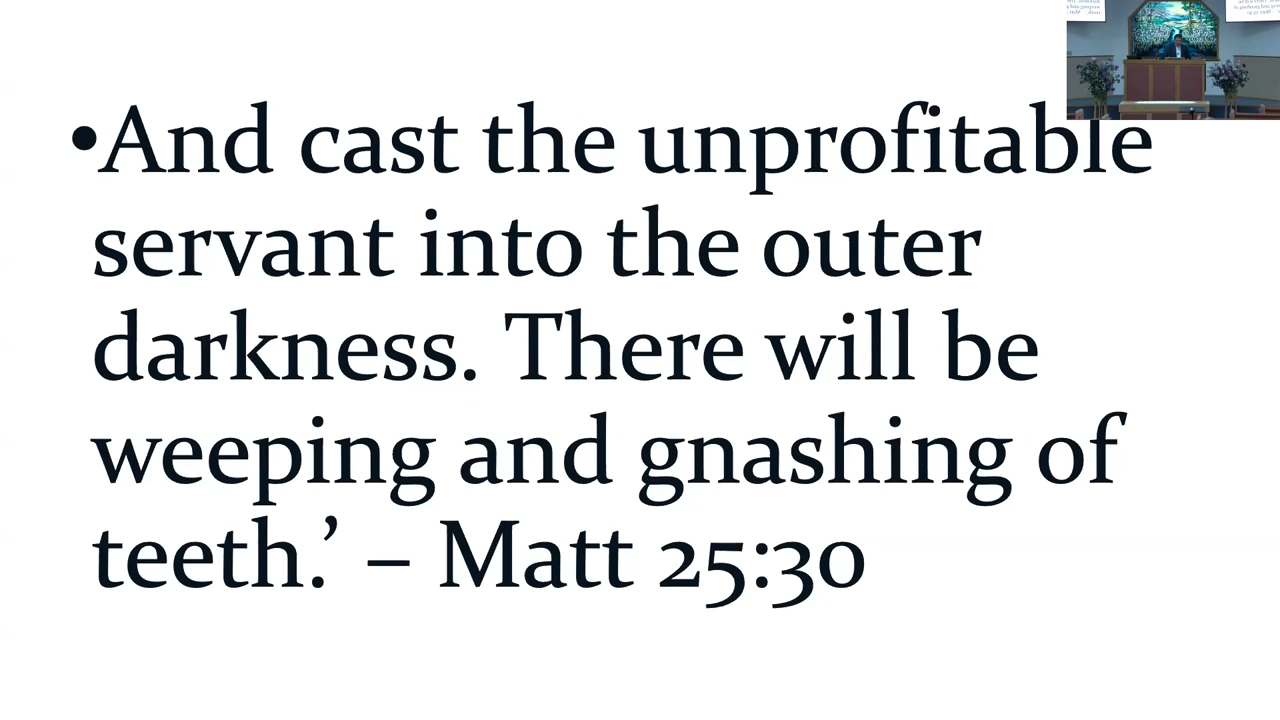 •And cast the unprofitable
servant into the outer
darkness. There will be
weeping and gnashing of
teeth.’ – Matt 25:30